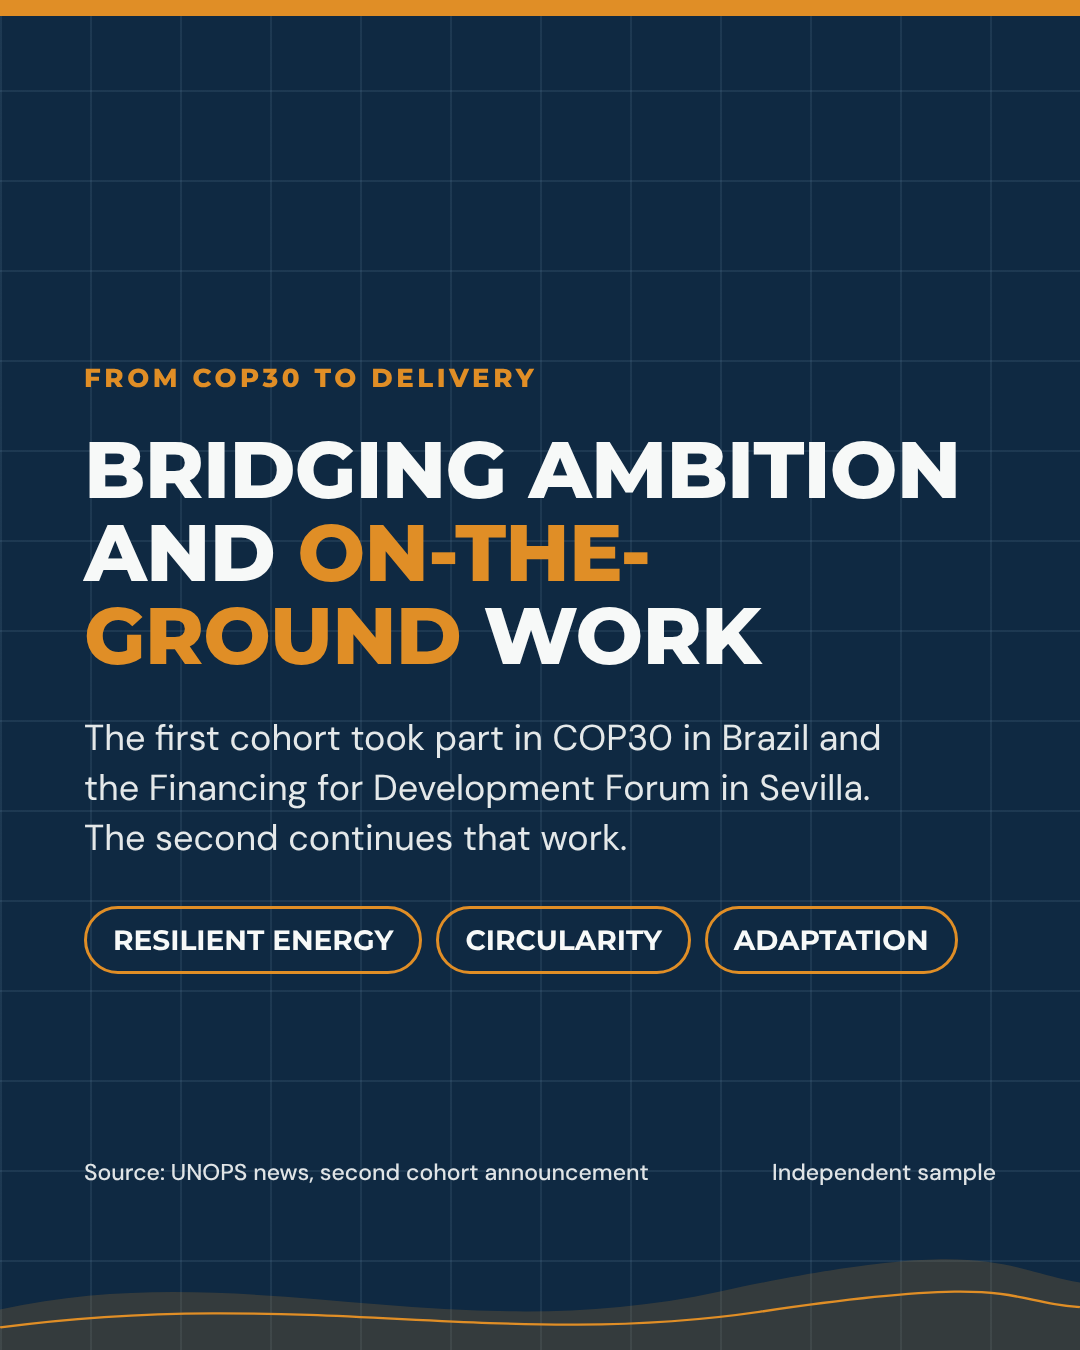 FROM COP30 TO DELIVERY
BRIDGING AMBITION
AND ON-THE-
GROUND WORK
The first cohort took part in COP30 in Brazil and
the Financing for Development Forum in Sevilla.
The second continues that work.
RESILIENT ENERGY CIRCULARITY ADAPTATION
Source: UNOPS news, second cohort announcement Independent sample